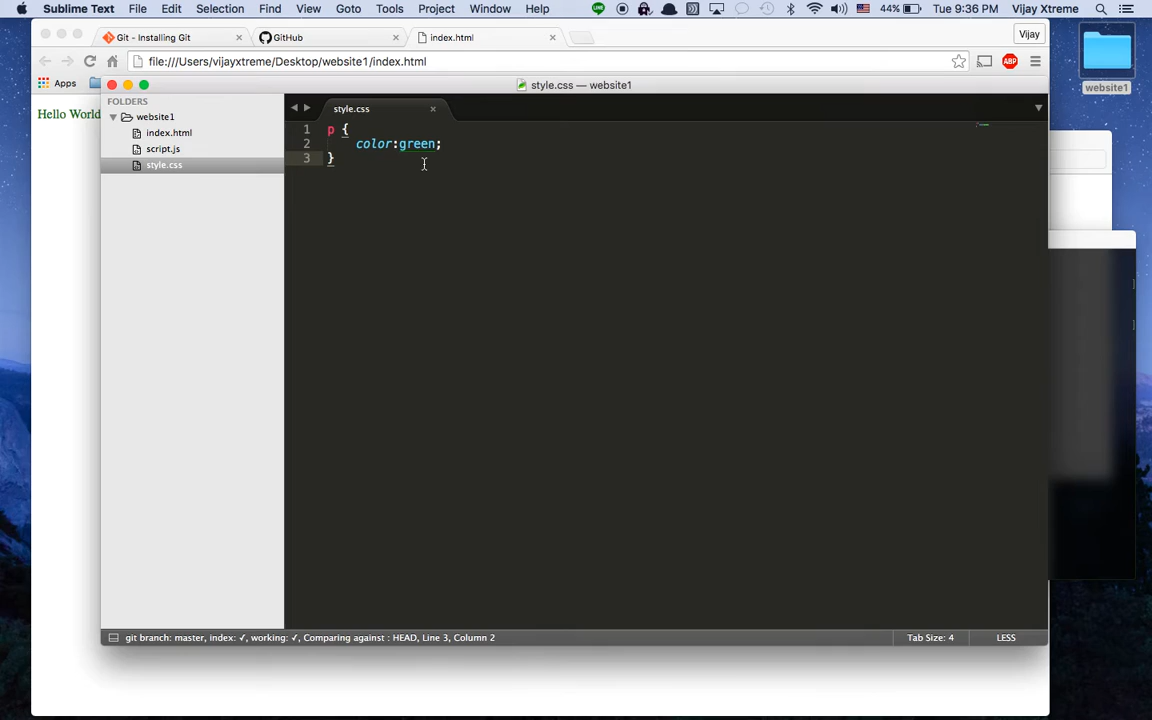 Sublime Text File Edit Selection Find View Goto Tools Project Window Help 44% Tue 9:36 PM Vijay Xtreme
Git - Installing Git GitHub index.html Vijay
file:///Users/vijayxtreme/Desktop/website1/index.html ABP
Apps
website1
style.css — website1
Hello World
FOLDERS
website1
index.html
script.js
style.css
style.css
1 p {
2 color:green;
3 }
git branch: master, index: ✓, working: ✓, Comparing against : HEAD, Line 3, Column 2 Tab Size: 4 LESS